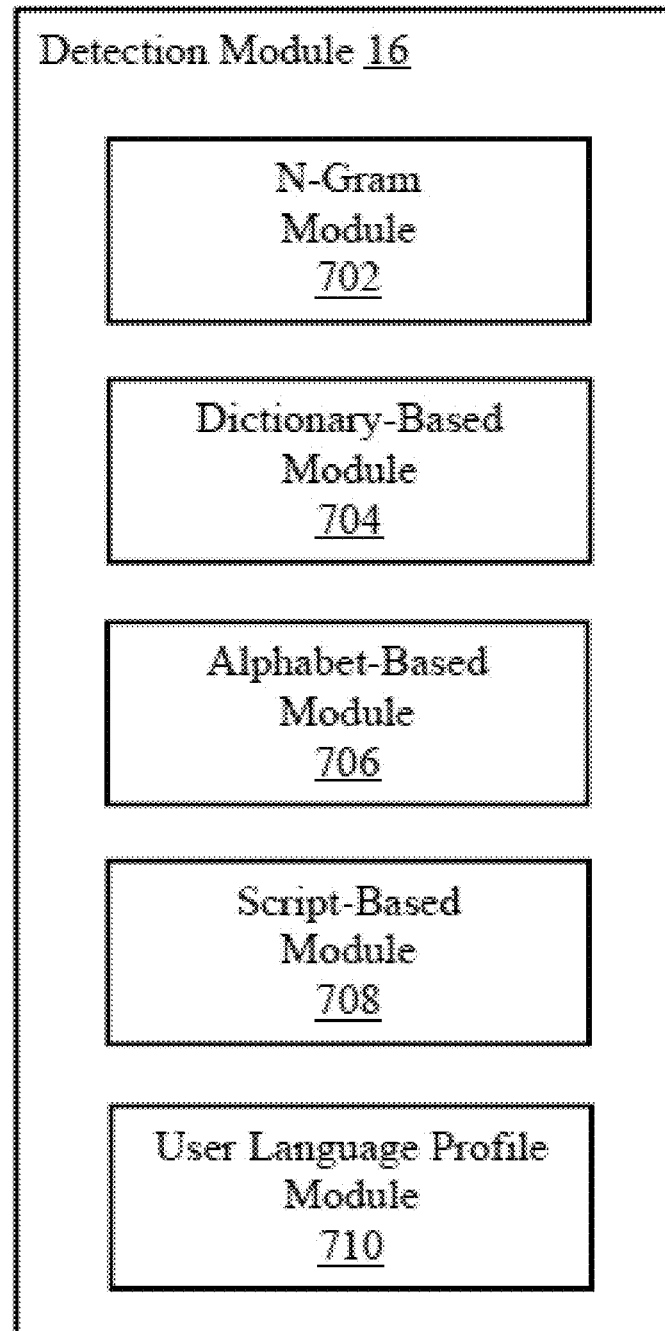 Detection Module 16
N-Gram
Module
702
Dictionary-Based
Module
704
Alphabet-Based
Module
706
Script-Based
Module
708
User Language Profile
Module
710